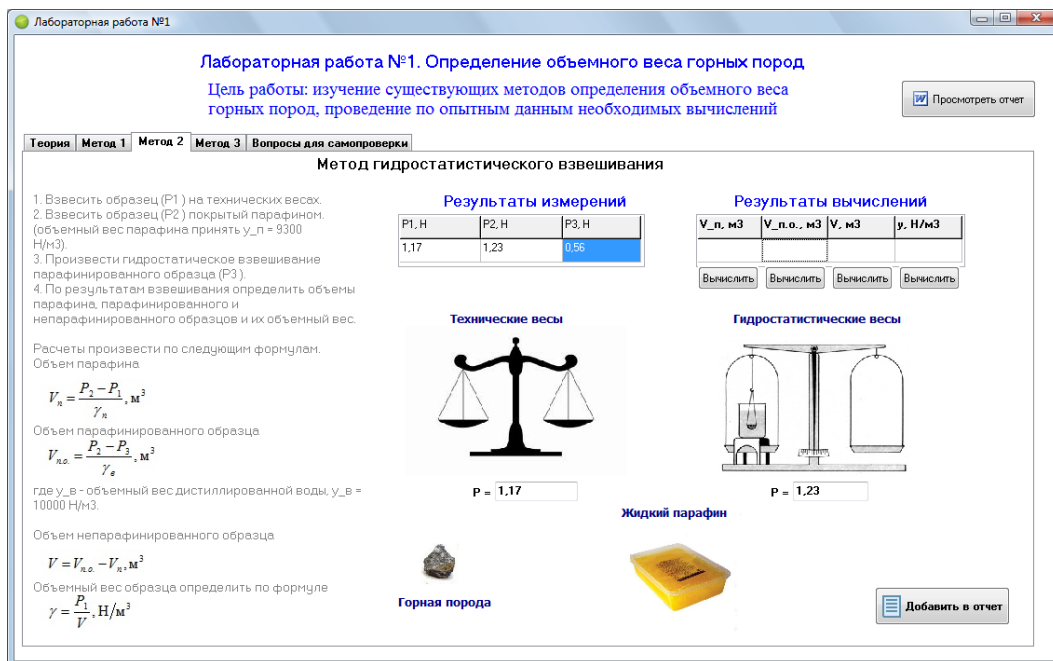 Лабораторная работа №1
Лабораторная работа №1. Определение объемного веса горных пород
Цель работы: изучение существующих методов определения объемного веса
горных пород, проведение по опытным данным необходимых вычислений
Просмотреть отчет
Теория Метод 1 Метод 2 Метод 3 Вопросы для самопроверки
Метод гидростатистического взвешивания
1. Взвесить образец (P1 ) на технических весах.
2. Взвесить образец (P2 ) покрытый парафином.
(объемный вес парафина принять y_п = 9300
Н/м3).
3. Произвести гидростатическое взвешивание
парафинированного образца (P3 ).
4. По результатам взвешивания определить объемы
парафина, парафинированного и
непарафинированного образцов и их объемный вес.
Расчеты произвести по следующим формулам.
Объем парафина
V_п = (P_2 − P_1) / γ_п, м³
Объем парафинированного образца
V_п.о. = (P_2 − P_3) / γ_в, м³
где y_в - объемный вес дистиллированной воды, y_в =
10000 Н/м3.
Объем непарафинированного образца
V = V_п.о. − V_п, м³
Объемный вес образца определить по формуле
γ = P_1 / V, Н/м³
Результаты измерений
P1, Н P2, Н P3, Н
1,17 1,23 0,56
Результаты вычислений
V_п, м3 V_п.о., м3 V, м3 y, Н/м3
Вычислить Вычислить Вычислить Вычислить
Технические весы
Гидростатистические весы
P = 1,17
P = 1,23
Жидкий парафин
Горная порода
Добавить в отчет